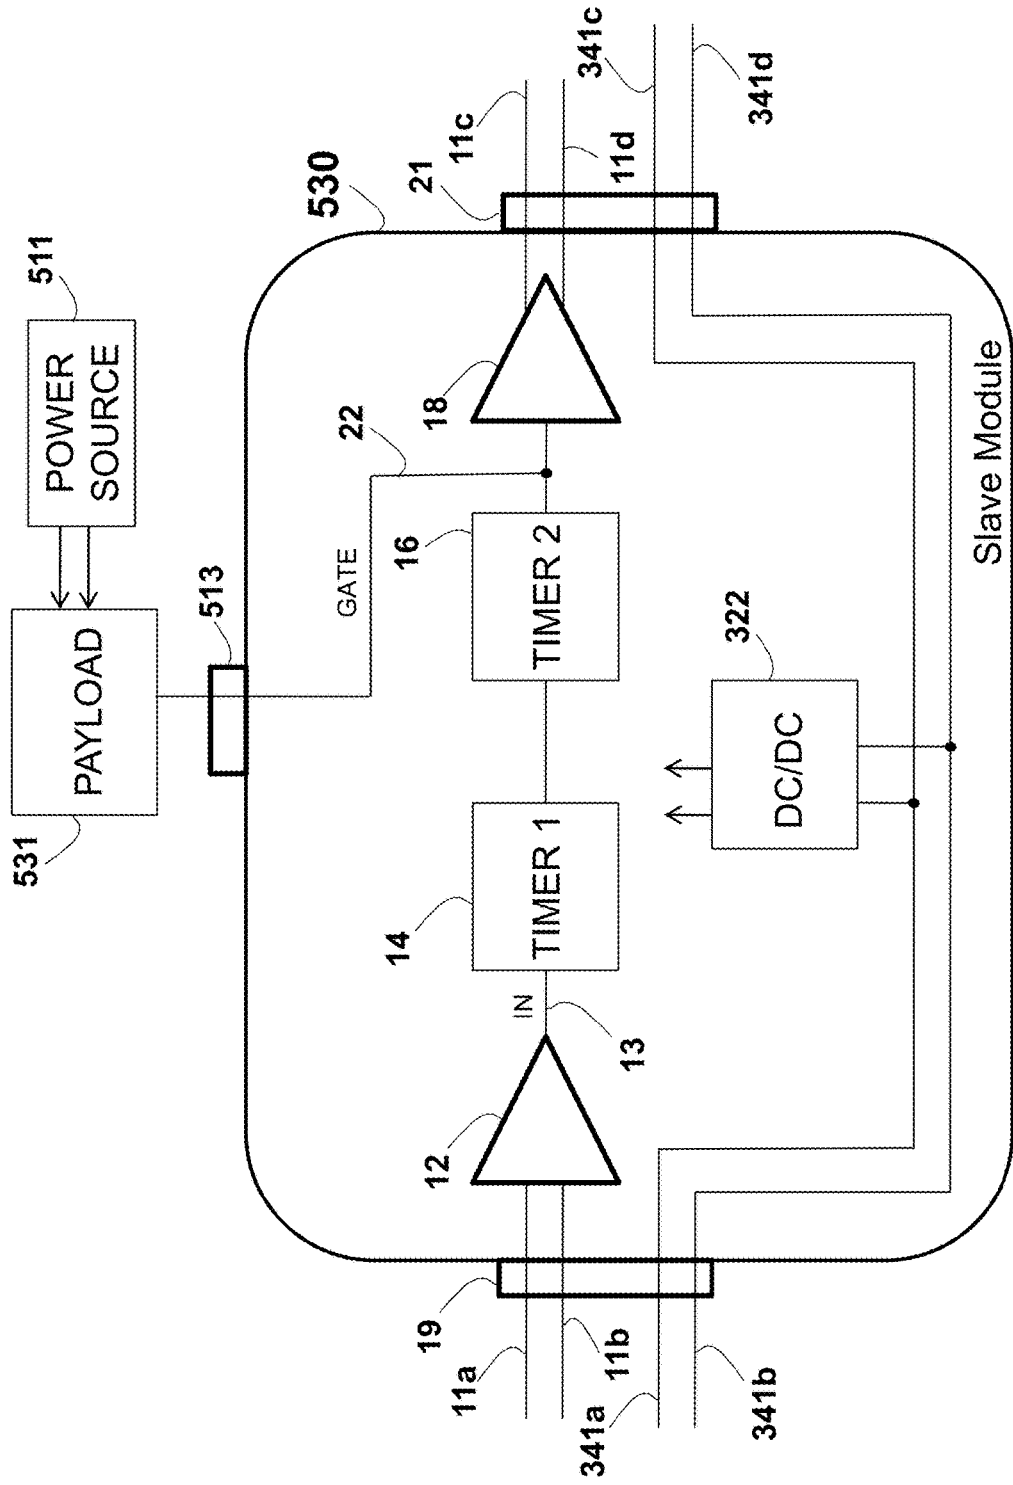 POWER
SOURCE
511
PAYLOAD
531
513
530
GATE
22
21
11c
11d
341c
341d
12
IN
13
14
TIMER 1
16
TIMER 2
18
19
11a
11b
341a
341b
DC/DC
322
Slave Module